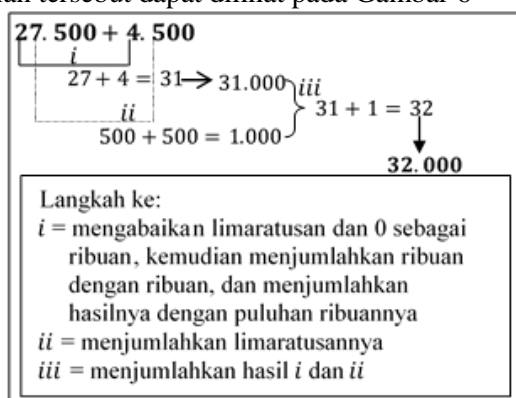 tersebut dapat dilihat pada Gambar 6
27. 500 + 4. 500
i
27 + 4 = 31 → 31.000
iii
31 + 1 = 32
ii
500 + 500 = 1.000
32.000
Langkah ke:
i = mengabaikan limaratusan dan 0 sebagai
ribuan, kemudian menjumlahkan ribuan
dengan ribuan, dan menjumlahkan
hasilnya dengan puluhan ribuannya
ii = menjumlahkan limaratusannya
iii = menjumlahkan hasil i dan ii